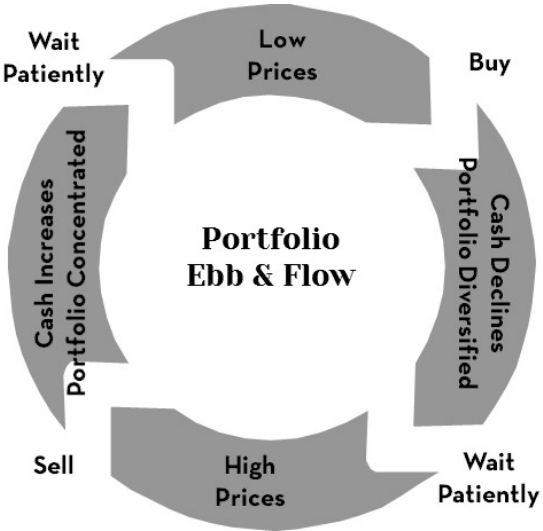 Wait
Patiently
Low
Prices
Buy
Cash Increases
Portfolio Concentrated
Portfolio
Ebb & Flow
Cash Declines
Portfolio Diversified
Sell
High
Prices
Wait
Patiently